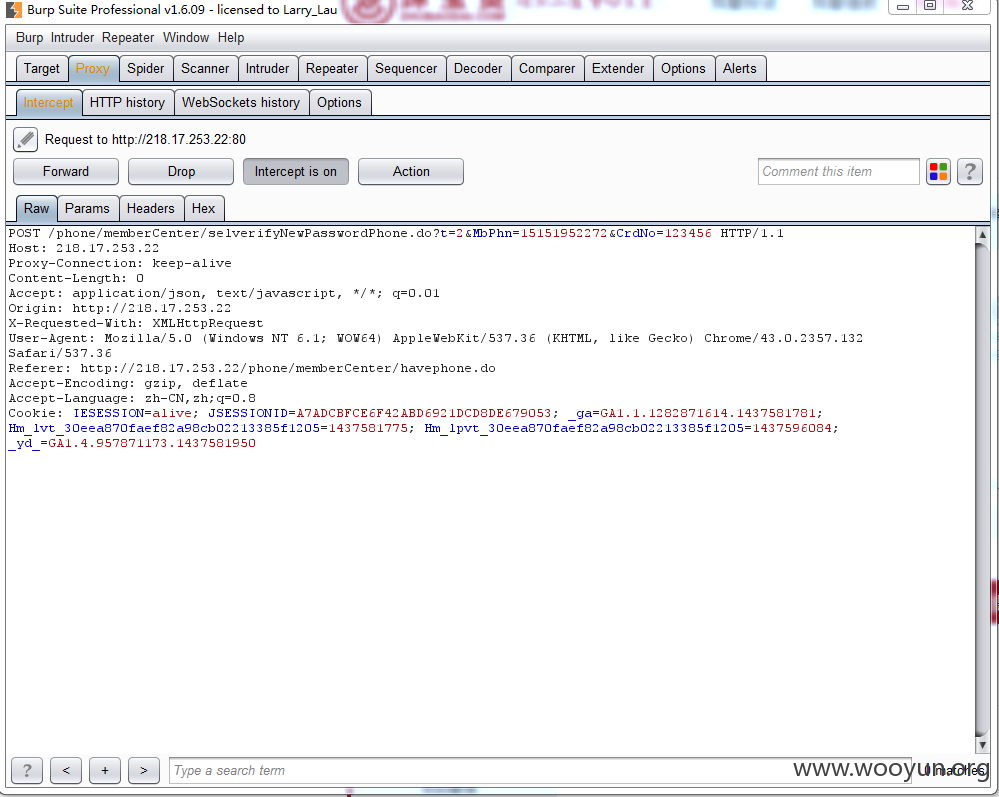 Burp Suite Professional v1.6.09 - licensed to Larry_Lau
Burp Intruder Repeater Window Help
Target Proxy Spider Scanner Intruder Repeater Sequencer Decoder Comparer Extender Options Alerts
Intercept HTTP history WebSockets history Options
Request to http://218.17.253.22:80
Forward Drop Intercept is on Action Comment this item ?
Raw Params Headers Hex
POST /phone/memberCenter/selverifyNewPasswordPhone.do?t=2&MbPhn=15151952272&CrdNo=123456 HTTP/1.1
Host: 218.17.253.22
Proxy-Connection: keep-alive
Content-Length: 0
Accept: application/json, text/javascript, */*; q=0.01
Origin: http://218.17.253.22
X-Requested-With: XMLHttpRequest
User-Agent: Mozilla/5.0 (Windows NT 6.1; WOW64) AppleWebKit/537.36 (KHTML, like Gecko) Chrome/43.0.2357.132
Safari/537.36
Referer: http://218.17.253.22/phone/memberCenter/havephone.do
Accept-Encoding: gzip, deflate
Accept-Language: zh-CN,zh;q=0.8
Cookie: IESESSION=alive; JSESSIONID=A7ADCBFCE6F42ABD6921DCD8DE679053; _ga=GA1.1.1282871614.1437581781;
Hm_lvt_30eea870faef82a98cb02213385f1205=1437581775; Hm_lpvt_30eea870faef82a98cb02213385f1205=1437596084;
_yd_=GA1.4.957871173.1437581950
? < + > Type a search term 0 matches
www.wooyun.org